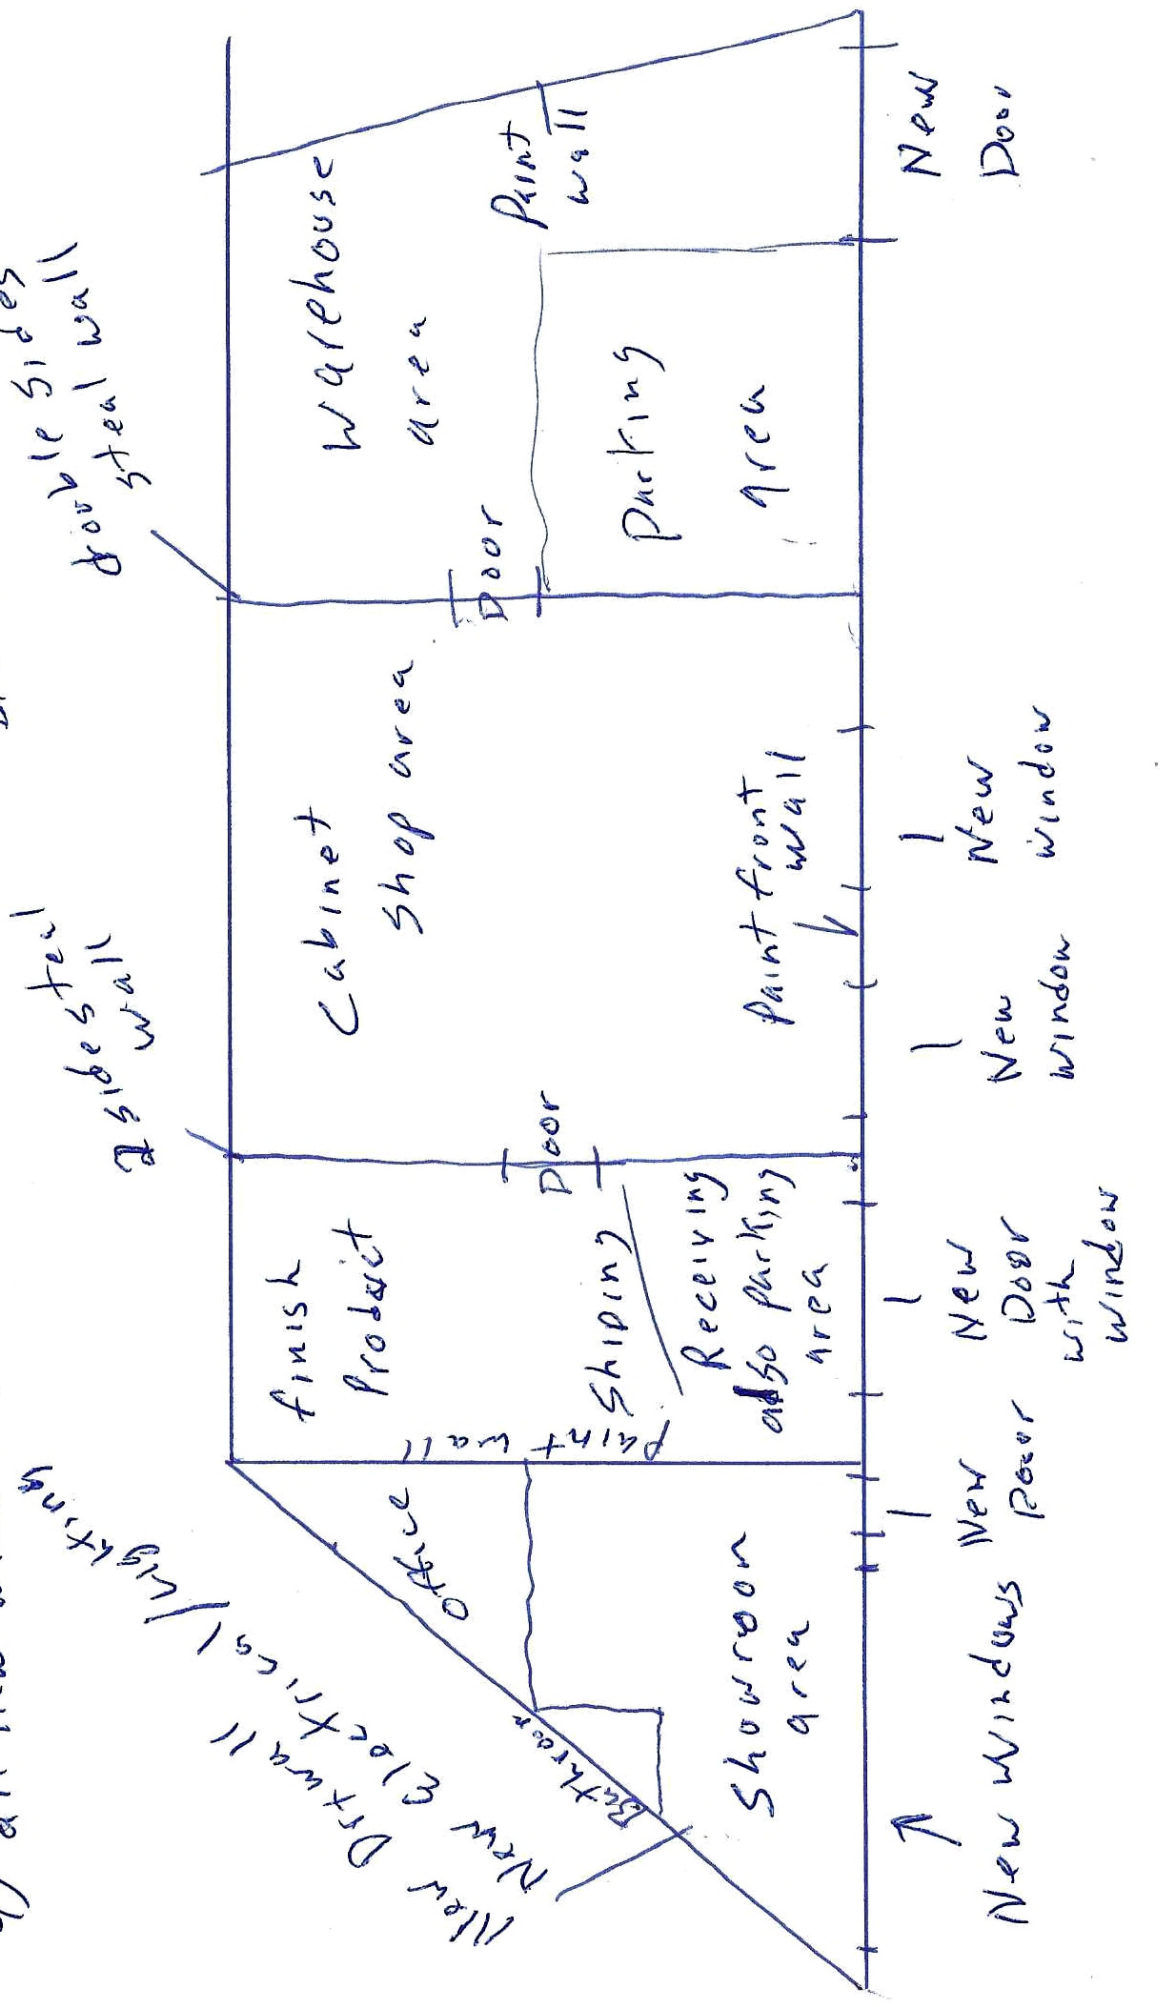 double sides
steal wall
2 sides steal
wall
Lighting
New Drywall
New Electrical /
Warehouse
area
Paint
wall
Door
Parking
area
Cabinet
Shop area
Paint front
wall
Door
finish
Product
Shiping
Receiving
also parking
area
paint wall
office
Bathroom
Showroom
area
New
Door
New
window
New
window
New
Door
with
window
New
Door
New Windows